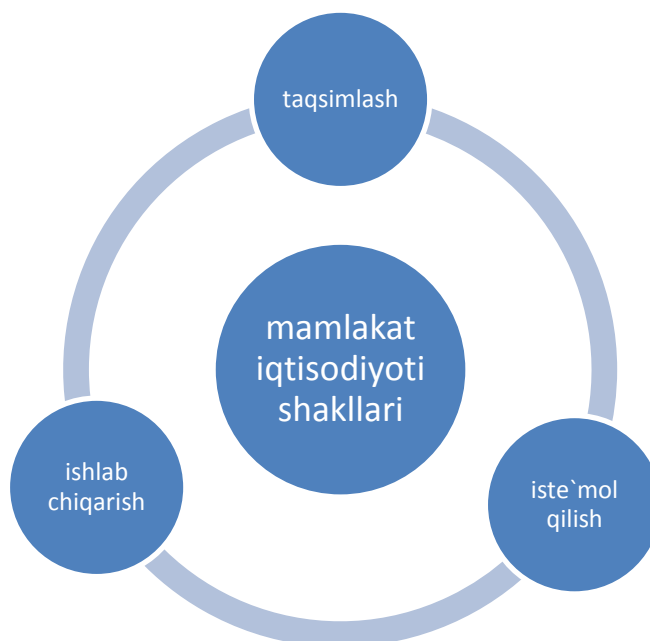 taqsimlash
mamlakat
iqtisodiyoti
shakllari
ishlab
chiqarish
iste`mol
qilish